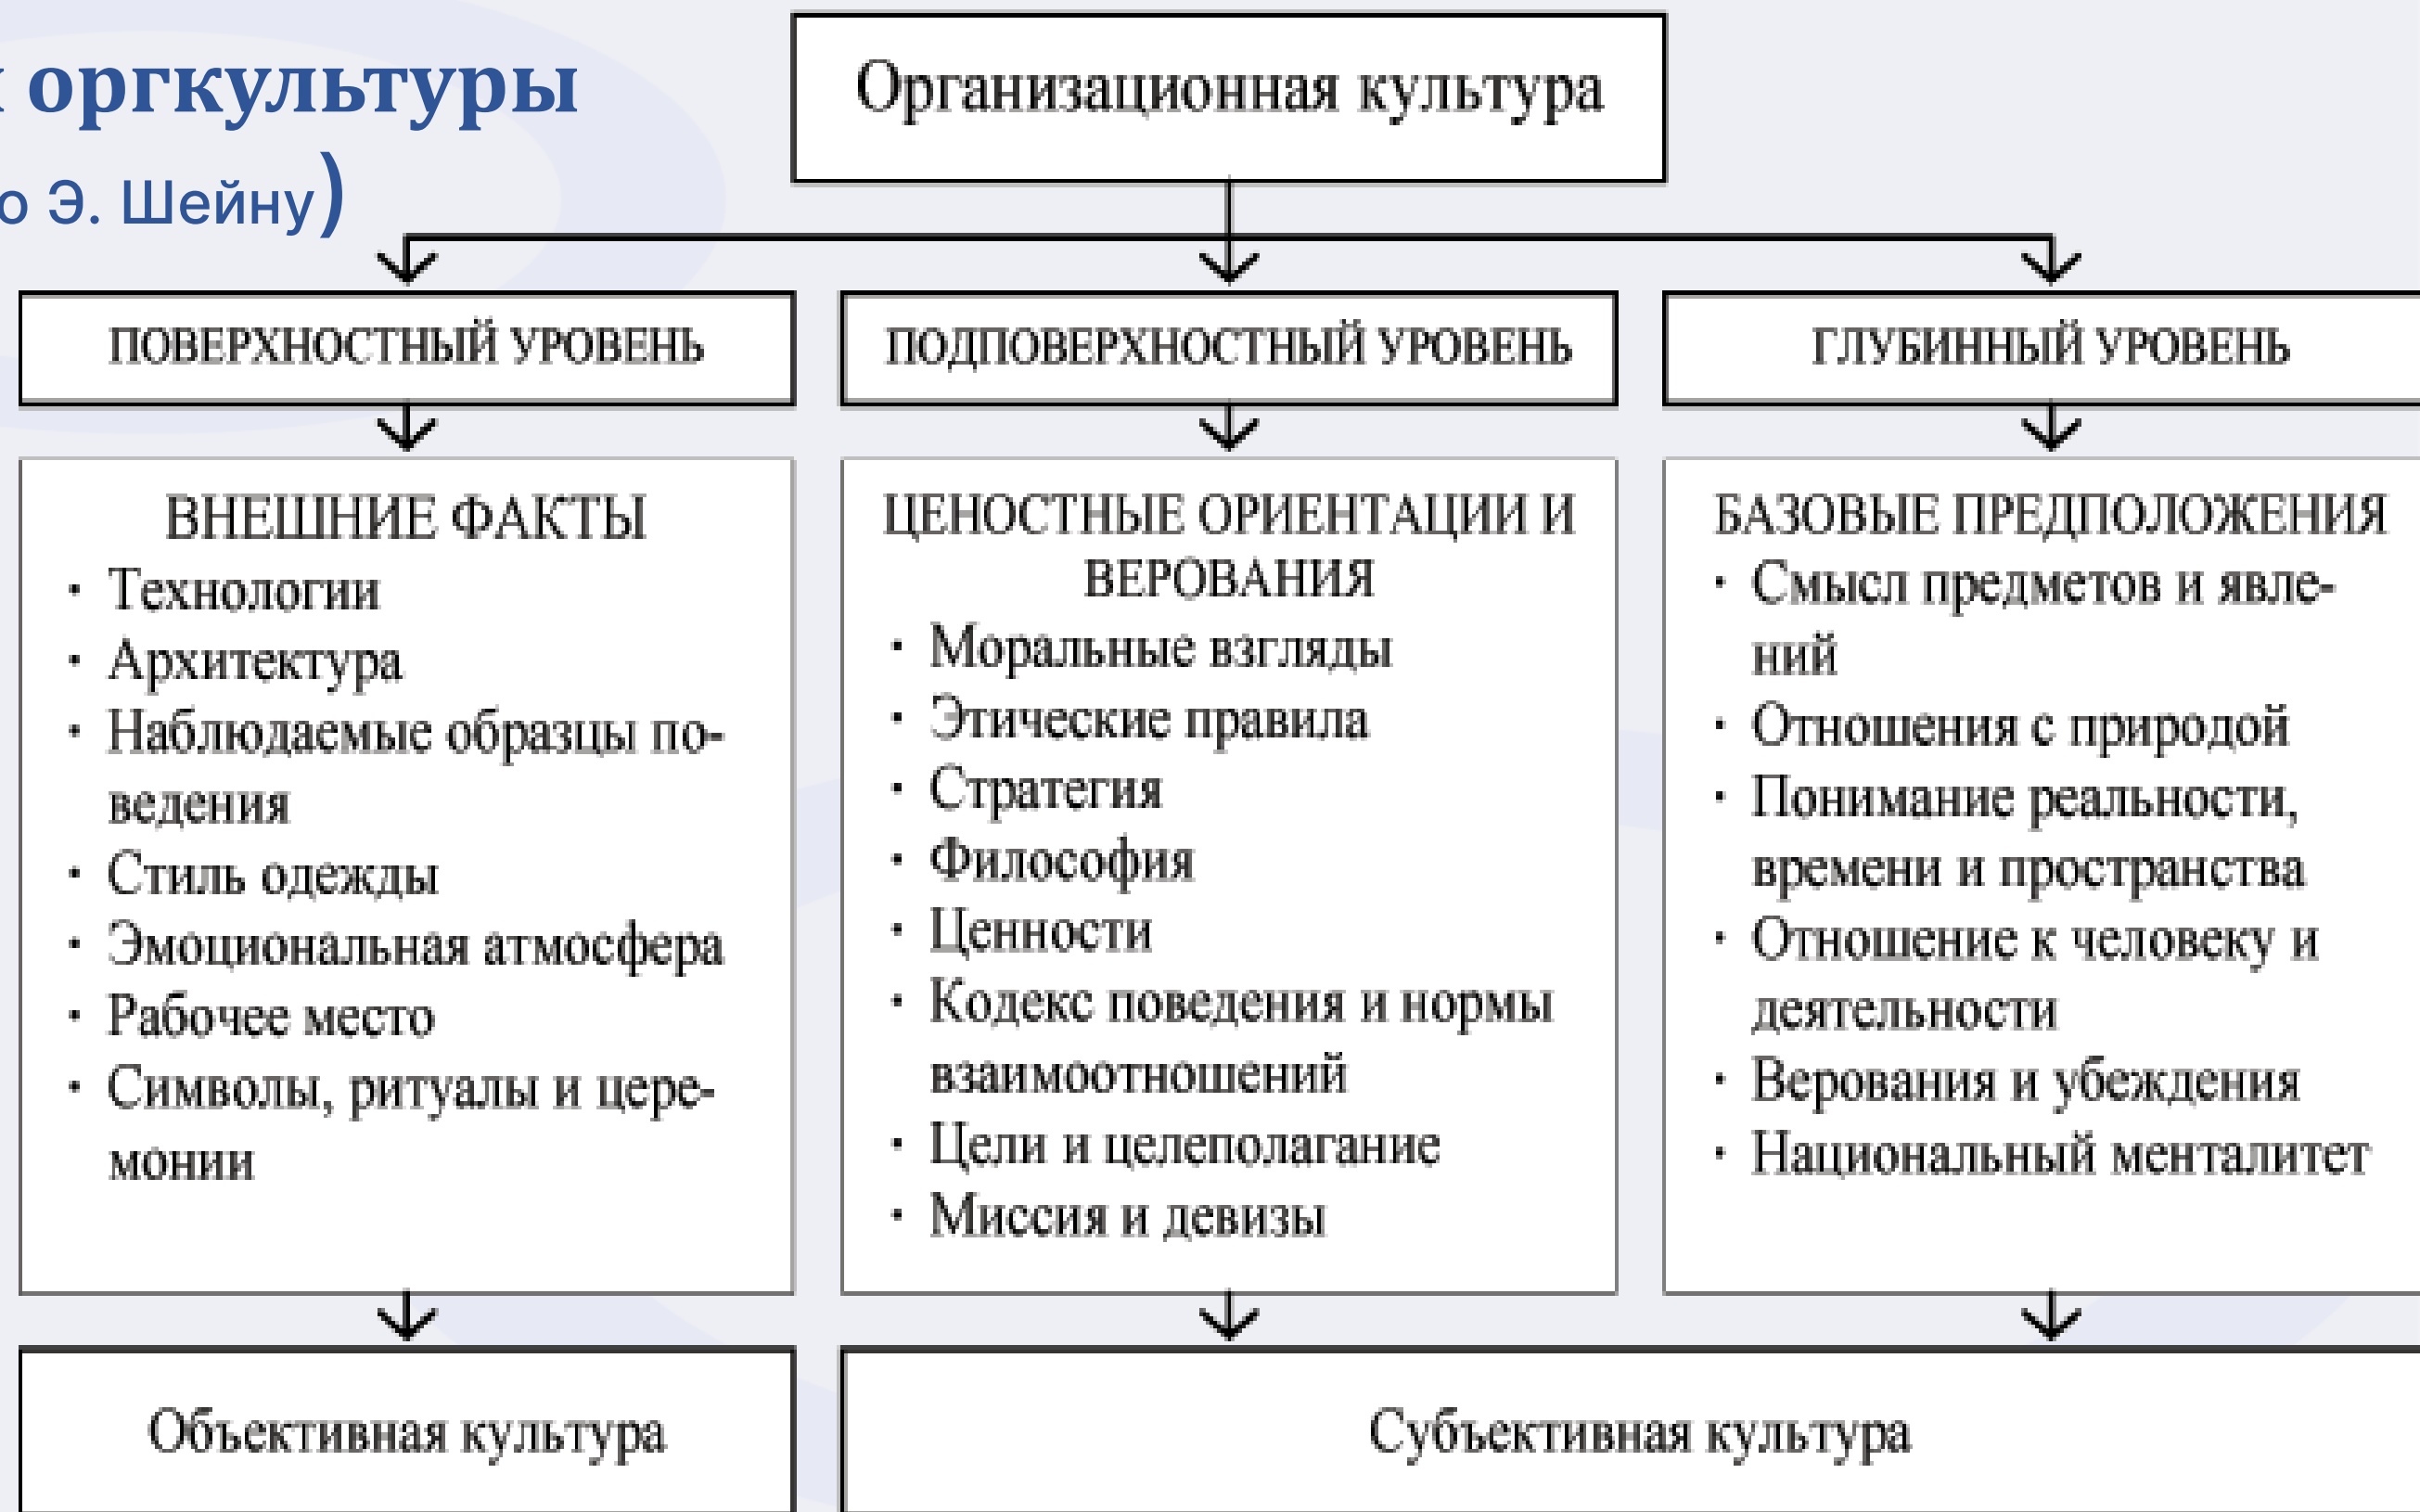 оргкультуры
о Э. Шейну)
Организационная культура
ПОВЕРХНОСТНЫЙ УРОВЕНЬ
ВНЕШНИЕ ФАКТЫ
· Технологии
· Архитектура
· Наблюдаемые образцы по-
ведения
· Стиль одежды
· Эмоциональная атмосфера
· Рабочее место
· Символы, ритуалы и цере-
монии
Объективная культура
ПОДПОВЕРХНОСТНЫЙ УРОВЕНЬ
ЦЕНОСТНЫЕ ОРИЕНТАЦИИ И
ВЕРОВАНИЯ
· Моральные взгляды
· Этические правила
· Стратегия
· Философия
· Ценности
· Кодекс поведения и нормы
взаимоотношений
· Цели и целеполагание
· Миссия и девизы
ГЛУБИННЫЙ УРОВЕНЬ
БАЗОВЫЕ ПРЕДПОЛОЖЕНИЯ
· Смысл предметов и явле-
ний
· Отношения с природой
· Понимание реальности,
времени и пространства
· Отношение к человеку и
деятельности
· Верования и убеждения
· Национальный менталитет
Субъективная культура